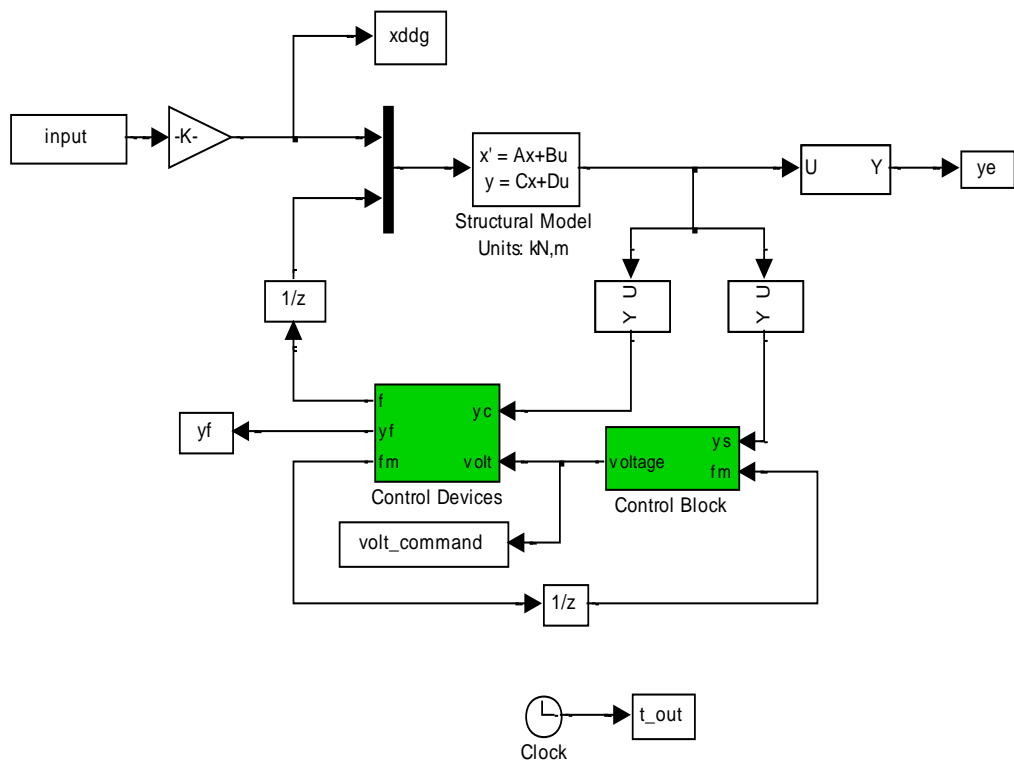 xddg
input
-K-
x' = Ax+Bu
y = Cx+Du
Structural Model
Units: kN,m
U Y
ye
1/z
Y U
Y U
f
yf
fm
yc
volt
Control Devices
yf
voltage
ys
fm
Control Block
volt_command
1/z
t_out
Clock